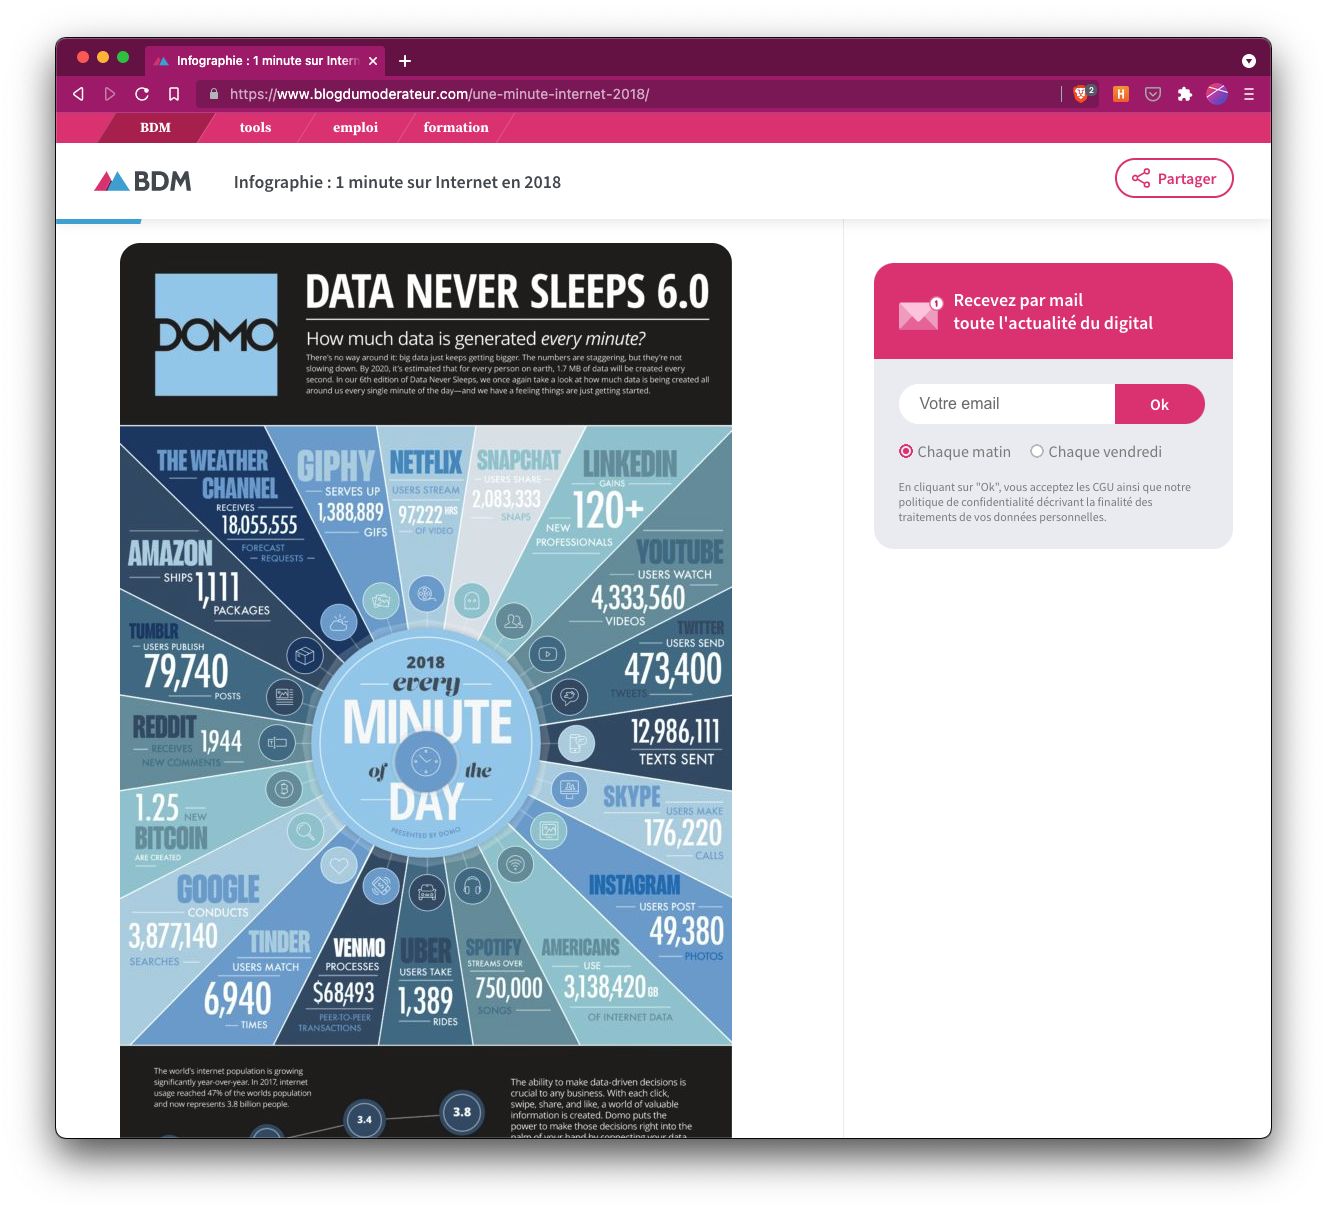 Infographie : 1 minute sur Intern
https://www.blogdumoderateur.com/une-minute-internet-2018/
2
H
BDM
tools
emploi
formation
BDM
Infographie : 1 minute sur Internet en 2018
Partager
DOMO
DATA NEVER SLEEPS 6.0
How much data is generated every minute?
There's no way around it: big data just keeps getting bigger. The numbers are staggering, but they're not
slowing down. By 2020, it's estimated that for every person on earth, 1.7 MB of data will be created every
second. In our 6th edition of Data Never Sleeps, we once again take a look at how much data is being created all
around us every single minute of the day—and we have a feeling things are just getting started.
THE WEATHER
CHANNEL
RECEIVES
18,055,555
FORECAST
REQUESTS
GIPHY
SERVES UP
1,388,889
GIFS
NETFLIX
USERS STREAM
97,222 HRS
OF VIDEO
SNAPCHAT
USERS SHARE
2,083,333
SNAPS
LINKEDIN
GAINS
120+
NEW
PROFESSIONALS
AMAZON
SHIPS 1,111
PACKAGES
YOUTUBE
USERS WATCH
4,333,560
VIDEOS
TUMBLR
USERS PUBLISH
79,740
POSTS
TWITTER
USERS SEND
473,400
TWEETS
REDDIT
RECEIVES 1,944
NEW COMMENTS
12,986,111
TEXTS SENT
2018
every
MINUTE
of the
DAY
PRESENTED BY DOMO
1.25 NEW
BITCOIN
ARE CREATED
SKYPE
USERS MAKE
176,220
CALLS
GOOGLE
CONDUCTS
3,877,140
SEARCHES
INSTAGRAM
USERS POST
49,380
PHOTOS
TINDER
USERS MATCH
6,940
TIMES
VENMO
PROCESSES
$68,493
PEER-TO-PEER
TRANSACTIONS
UBER
USERS TAKE
1,389
RIDES
SPOTIFY
STREAMS OVER
750,000
SONGS
AMERICANS
USE
3,138,420 GB
OF INTERNET DATA
The world's internet population is growing
significantly year-over-year. In 2017, internet
usage reached 47% of the worlds population
and now represents 3.8 billion people.
3.4
3.8
The ability to make data-driven decisions is
crucial to any business. With each click,
swipe, share, and like, a world of valuable
information is created. Domo puts the
power to make those decisions right into the
palm of your hand by connecting your data
1
Recevez par mail
toute l'actualité du digital
Votre email
Ok
Chaque matin
Chaque vendredi
En cliquant sur "Ok", vous acceptez les CGU ainsi que notre
politique de confidentialité décrivant la finalité des
traitements de vos données personnelles.